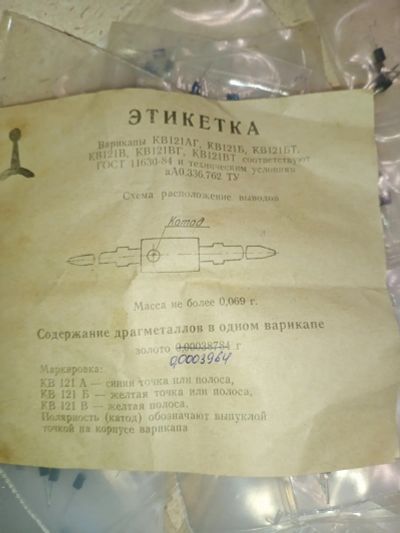 ЭТИКЕТКА
Варикапы КВ121АГ, КВ121Б, КВ121БТ,
КВ121В, КВ121ВГ, КВ121ВТ соответствуют
ГОСТ 11630-84 и техническим условиям
аА0.336.762 ТУ
Схема расположение выводов
Катод
Масса не более 0,069 г.
Содержание драгметаллов в одном варикапе
золото 0,00038784 г
0,0003964
Маркировка:
КВ 121 А — синяя точка или полоса,
КВ 121 Б — желтая точка или полоса,
КВ 121 В — желтая полоса.
Полярность (катод) обозначают выпуклой
точкой на корпусе варикапа